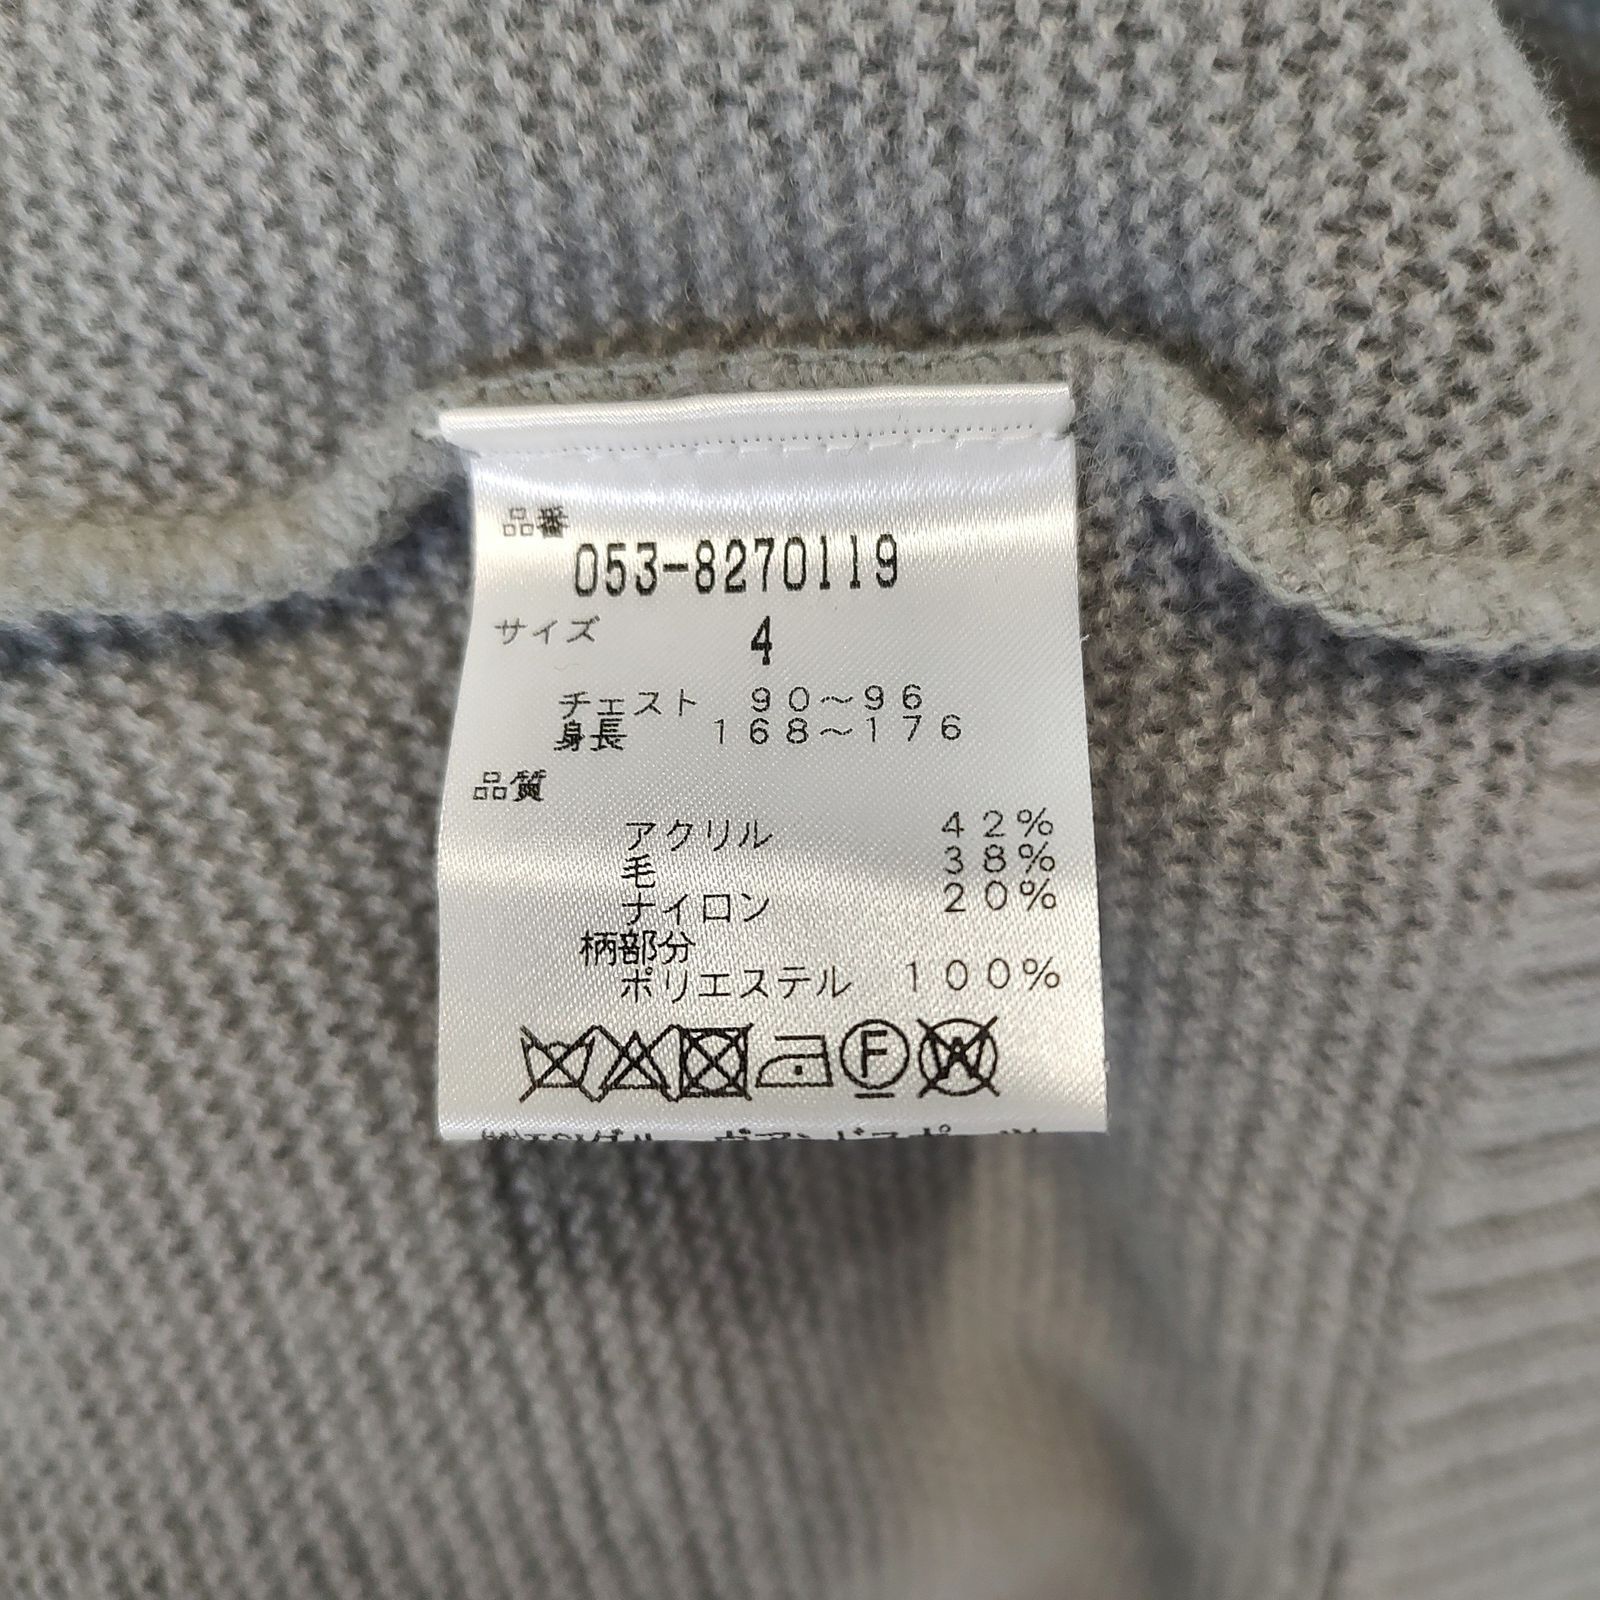 品番
053-8270119
サイズ 4
チェスト 90～96
身長 168～176
品質
アクリル 42%
毛 38%
ナイロン 20%
柄部分
ポリエステル 100%
F W